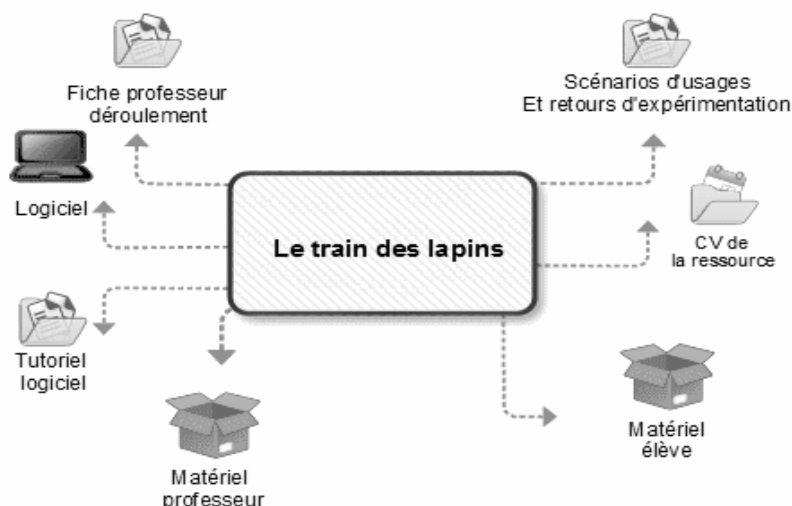 Fiche professeur
déroulement
Scénarios d'usages
Et retours d'expérimentation
Logiciel
Le train des lapins
CV de
la ressource
Tutoriel
logiciel
Matériel
professeur
Matériel
élève